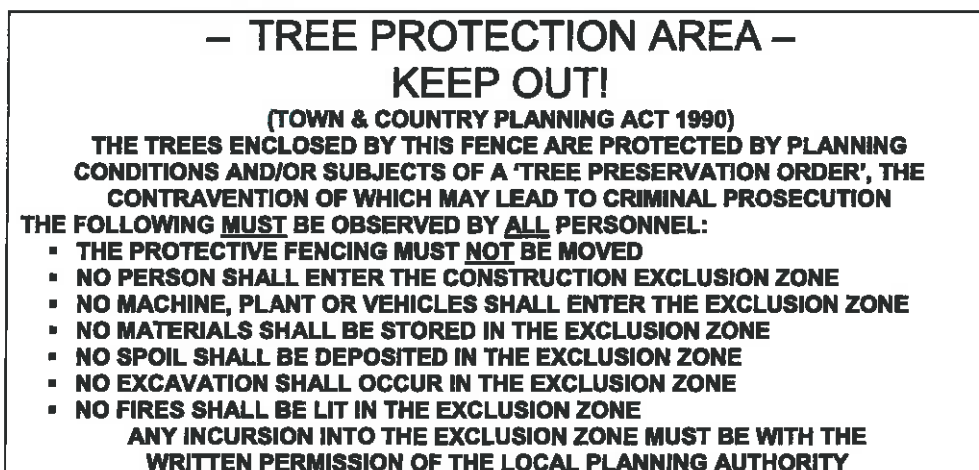 – TREE PROTECTION AREA –
KEEP OUT!
(TOWN & COUNTRY PLANNING ACT 1990)
THE TREES ENCLOSED BY THIS FENCE ARE PROTECTED BY PLANNING
CONDITIONS AND/OR SUBJECTS OF A 'TREE PRESERVATION ORDER', THE
CONTRAVENTION OF WHICH MAY LEAD TO CRIMINAL PROSECUTION
THE FOLLOWING MUST BE OBSERVED BY ALL PERSONNEL:
▪ THE PROTECTIVE FENCING MUST NOT BE MOVED
▪ NO PERSON SHALL ENTER THE CONSTRUCTION EXCLUSION ZONE
▪ NO MACHINE, PLANT OR VEHICLES SHALL ENTER THE EXCLUSION ZONE
▪ NO MATERIALS SHALL BE STORED IN THE EXCLUSION ZONE
▪ NO SPOIL SHALL BE DEPOSITED IN THE EXCLUSION ZONE
▪ NO EXCAVATION SHALL OCCUR IN THE EXCLUSION ZONE
▪ NO FIRES SHALL BE LIT IN THE EXCLUSION ZONE
ANY INCURSION INTO THE EXCLUSION ZONE MUST BE WITH THE
WRITTEN PERMISSION OF THE LOCAL PLANNING AUTHORITY